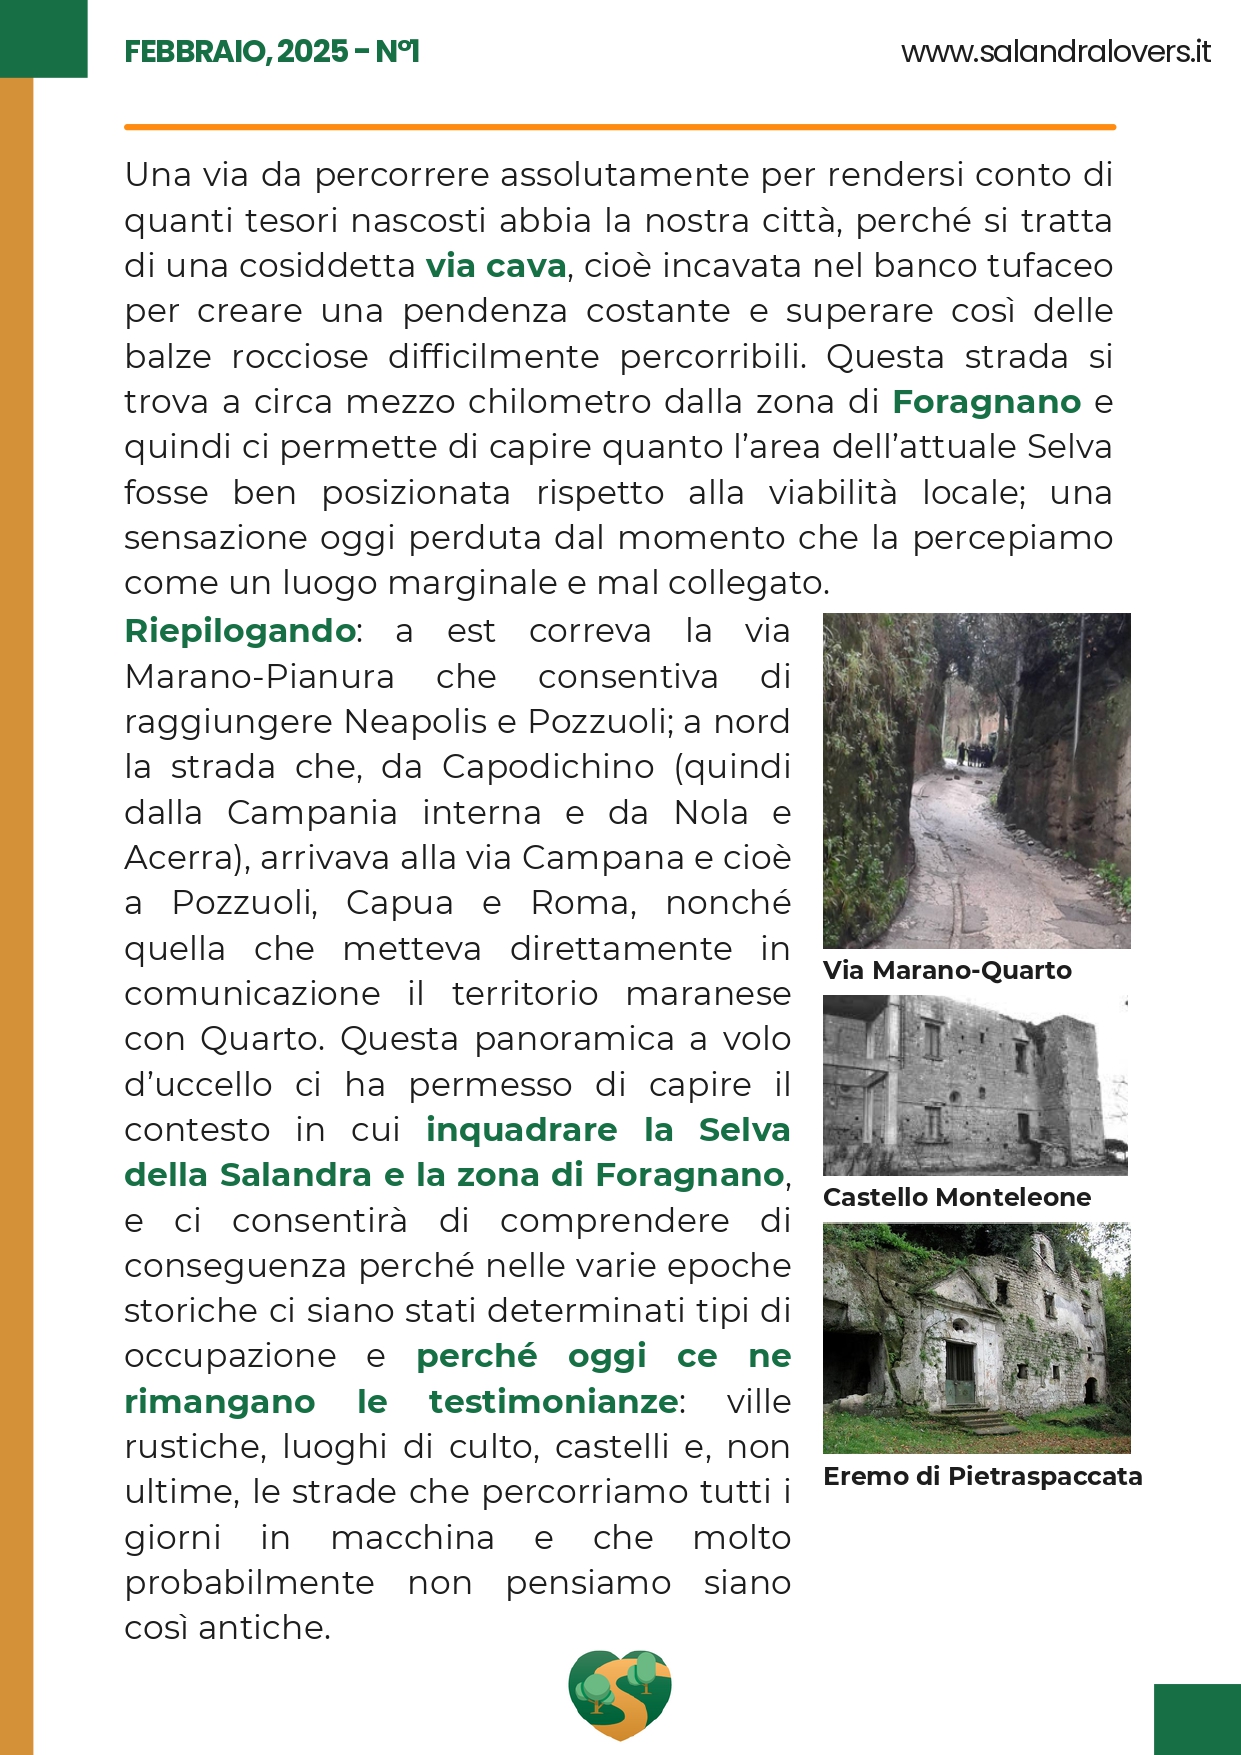 FEBBRAIO, 2025 – N°1
www.salandralovers.it
Una via da percorrere assolutamente per rendersi conto di
quanti tesori nascosti abbia la nostra città, perché si tratta
di una cosiddetta via cava, cioè incavata nel banco tufaceo
per creare una pendenza costante e superare così delle
balze rocciose difficilmente percorribili. Questa strada si
trova a circa mezzo chilometro dalla zona di Foragnano e
quindi ci permette di capire quanto l’area dell’attuale Selva
fosse ben posizionata rispetto alla viabilità locale; una
sensazione oggi perduta dal momento che la percepiamo
come un luogo marginale e mal collegato.
Riepilogando: a est correva la via
Marano-Pianura che consentiva di
raggiungere Neapolis e Pozzuoli; a nord
la strada che, da Capodichino (quindi
dalla Campania interna e da Nola e
Acerra), arrivava alla via Campana e cioè
a Pozzuoli, Capua e Roma, nonché
quella che metteva direttamente in
comunicazione il territorio maranese
con Quarto. Questa panoramica a volo
d’uccello ci ha permesso di capire il
contesto in cui inquadrare la Selva
della Salandra e la zona di Foragnano,
e ci consentirà di comprendere di
conseguenza perché nelle varie epoche
storiche ci siano stati determinati tipi di
occupazione e perché oggi ce ne
rimangano le testimonianze: ville
rustiche, luoghi di culto, castelli e, non
ultime, le strade che percorriamo tutti i
giorni in macchina e che molto
probabilmente non pensiamo siano
così antiche.
Via Marano-Quarto
Castello Monteleone
Eremo di Pietraspaccata